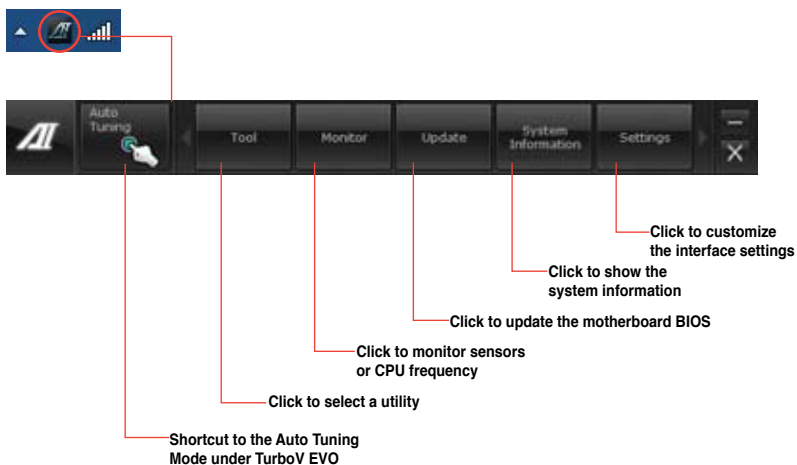 Auto
Tuning
Tool
Monitor
Update
System
Information
Settings
Click to customize
the interface settings
Click to show the
system information
Click to update the motherboard BIOS
Click to monitor sensors
or CPU frequency
Click to select a utility
Shortcut to the Auto Tuning
Mode under TurboV EVO